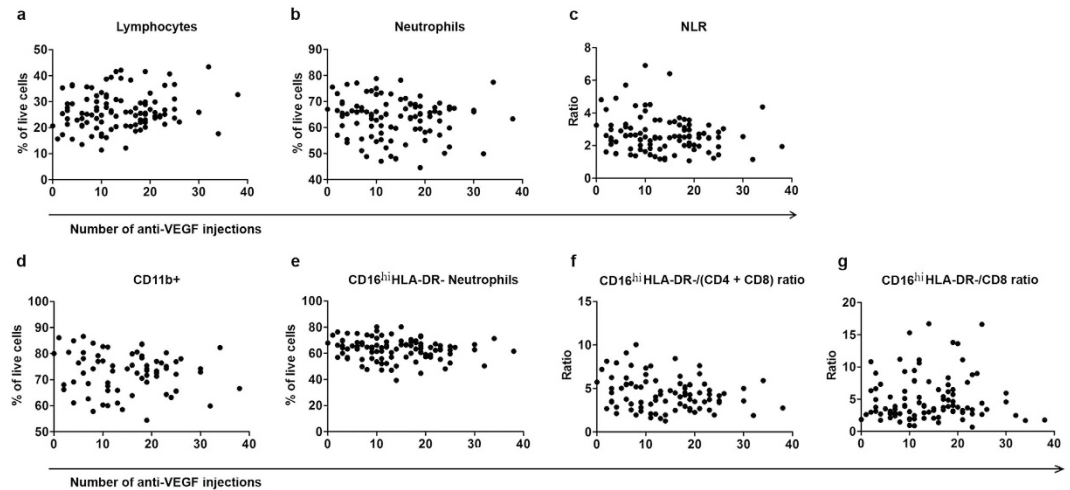 a
Lymphocytes
% of live cells
50
40
30
20
10
0
0 10 20 30 40
b
Neutrophils
% of live cells
90
80
70
60
50
40
0 10 20 30 40
c
NLR
Ratio
8
6
4
2
0
0 10 20 30 40
Number of anti-VEGF injections
d
CD11b+
% of live cells
100
90
80
70
60
50
0 10 20 30 40
e
CD16hiHLA-DR- Neutrophils
% of live cells
100
80
60
40
20
0
0 10 20 30 40
f
CD16hiHLA-DR-/(CD4 + CD8) ratio
Ratio
15
10
5
0
0 10 20 30 40
g
CD16hiHLA-DR-/CD8 ratio
Ratio
20
15
10
5
0
0 10 20 30 40
Number of anti-VEGF injections